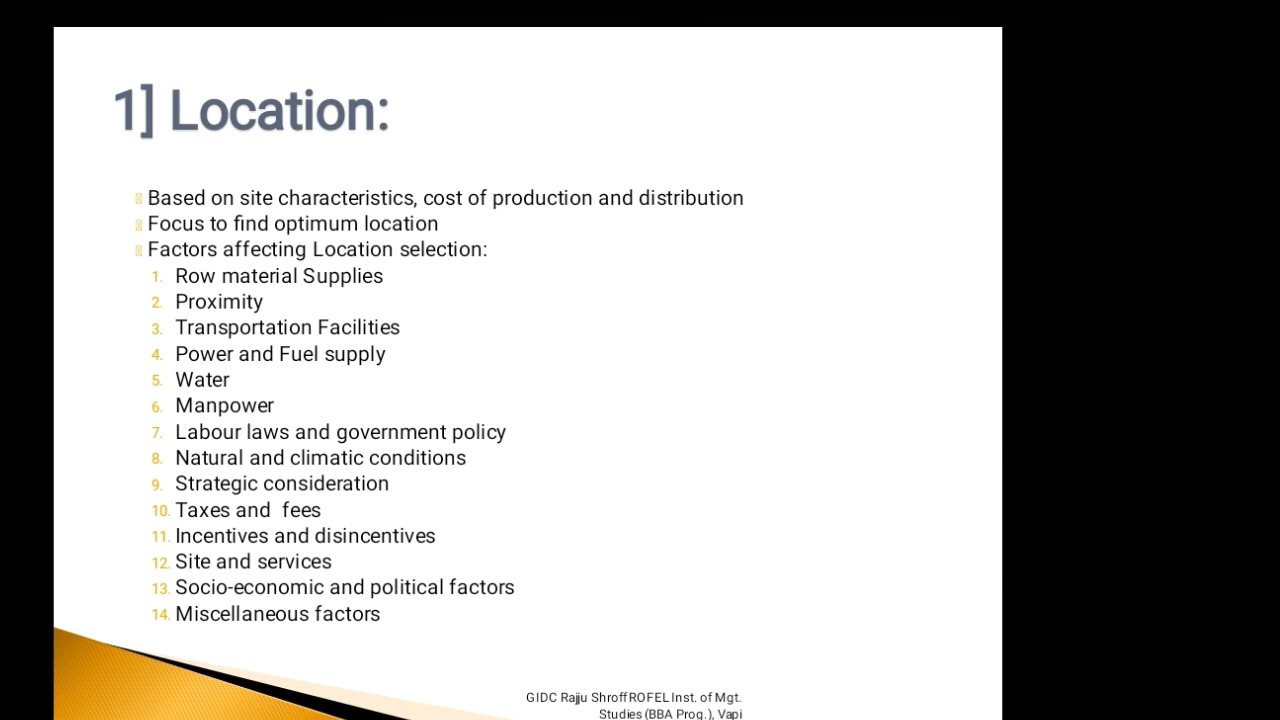 1] Location:
Based on site characteristics, cost of production and distribution
Focus to find optimum location
Factors affecting Location selection:
1. Row material Supplies
2. Proximity
3. Transportation Facilities
4. Power and Fuel supply
5. Water
6. Manpower
7. Labour laws and government policy
8. Natural and climatic conditions
9. Strategic consideration
10. Taxes and  fees
11. Incentives and disincentives
12. Site and services
13. Socio-economic and political factors
14. Miscellaneous factors
GIDC Rajju Shroff ROFEL Inst. of Mgt.
Studies (BBA Prog.), Vapi